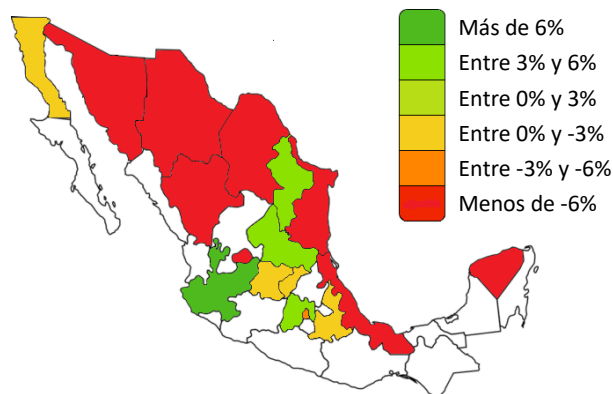 Más de 6%
Entre 3% y 6%
Entre 0% y 3%
Entre 0% y -3%
Entre -3% y -6%
Menos de -6%